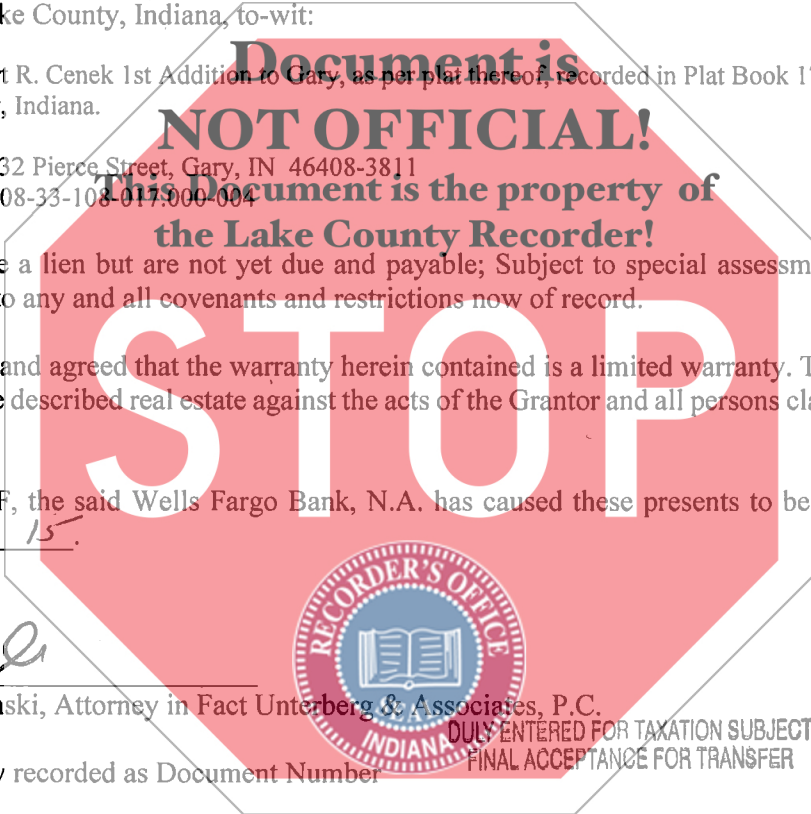 ke County, Indiana, to-wit:
Document is
t R. Cenek 1st Addition to Gary, as per plat thereof, recorded in Plat Book 1
, Indiana.
NOT OFFICIAL!
32 Pierce Street, Gary, IN 46408-3811
This Document is the property of
08-33-108-017.000-004
the Lake County Recorder!
e a lien but are not yet due and payable; Subject to special assessm
o any and all covenants and restrictions now of record.
STOP
and agreed that the warranty herein contained is a limited warranty. T
e described real estate against the acts of the Grantor and all persons cla
F, the said Wells Fargo Bank, N.A. has caused these presents to be
15.
RECORDER'S OFFICE
INDIANA
ski, Attorney in Fact Unterberg & Associates, P.C.
DULY ENTERED FOR TAXATION SUBJECT
FINAL ACCEPTANCE FOR TRANSFER
recorded as Document Number